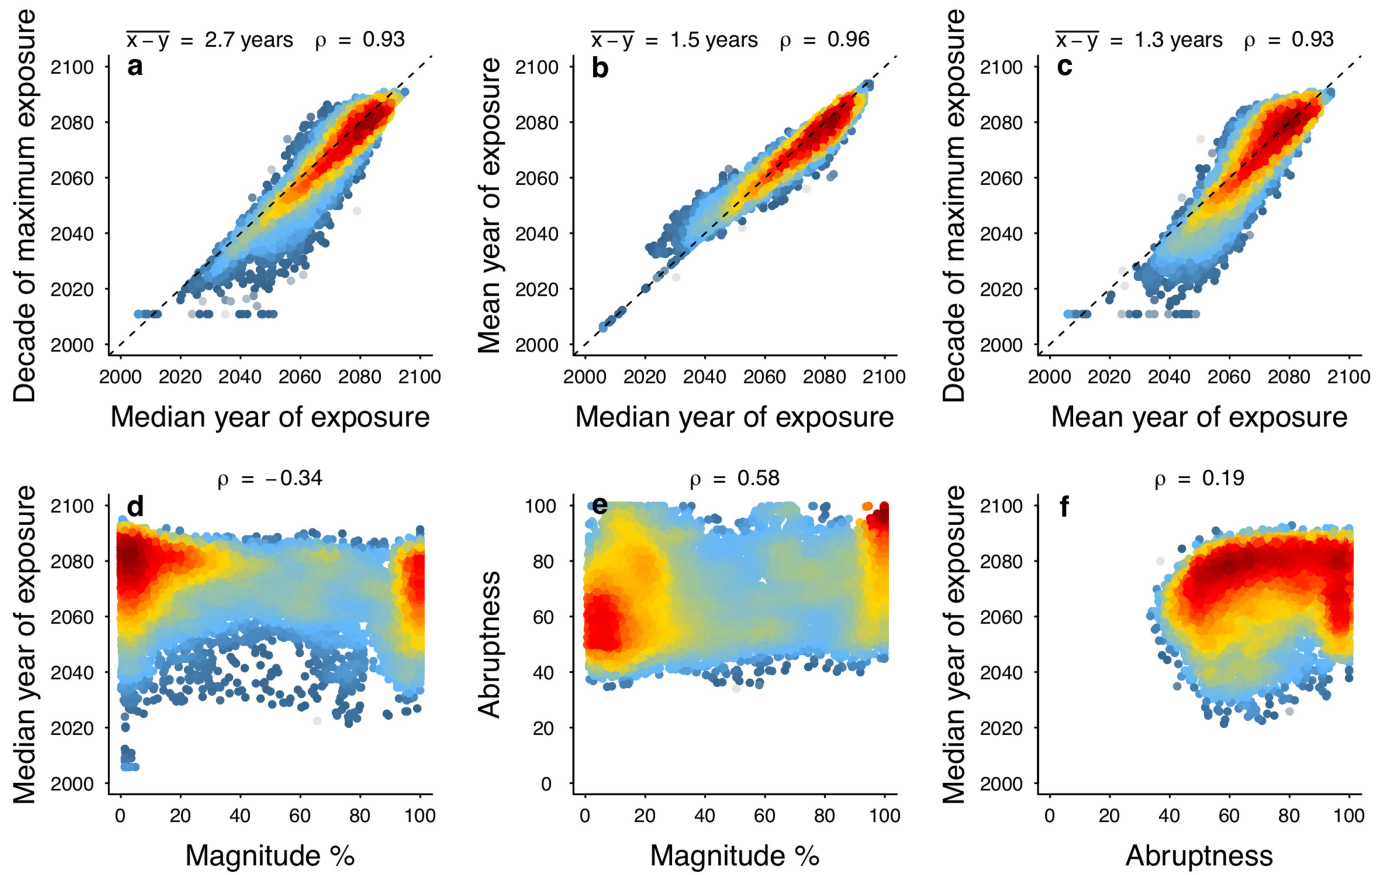 x – y = 2.7 years ρ = 0.93
a
Decade of maximum exposure
2100
2080
2060
2040
2020
2000
2000 2020 2040 2060 2080 2100
Median year of exposure
x – y = 1.5 years ρ = 0.96
b
Mean year of exposure
2100
2080
2060
2040
2020
2000
2000 2020 2040 2060 2080 2100
Median year of exposure
x – y = 1.3 years ρ = 0.93
c
Decade of maximum exposure
2100
2080
2060
2040
2020
2000
2000 2020 2040 2060 2080 2100
Mean year of exposure
ρ = –0.34
d
Median year of exposure
2100
2080
2060
2040
2020
2000
0 20 40 60 80 100
Magnitude %
ρ = 0.58
e
Abruptness
100
80
60
40
20
0
0 20 40 60 80 100
Magnitude %
ρ = 0.19
f
Median year of exposure
2100
2080
2060
2040
2020
2000
0 20 40 60 80 100
Abruptness